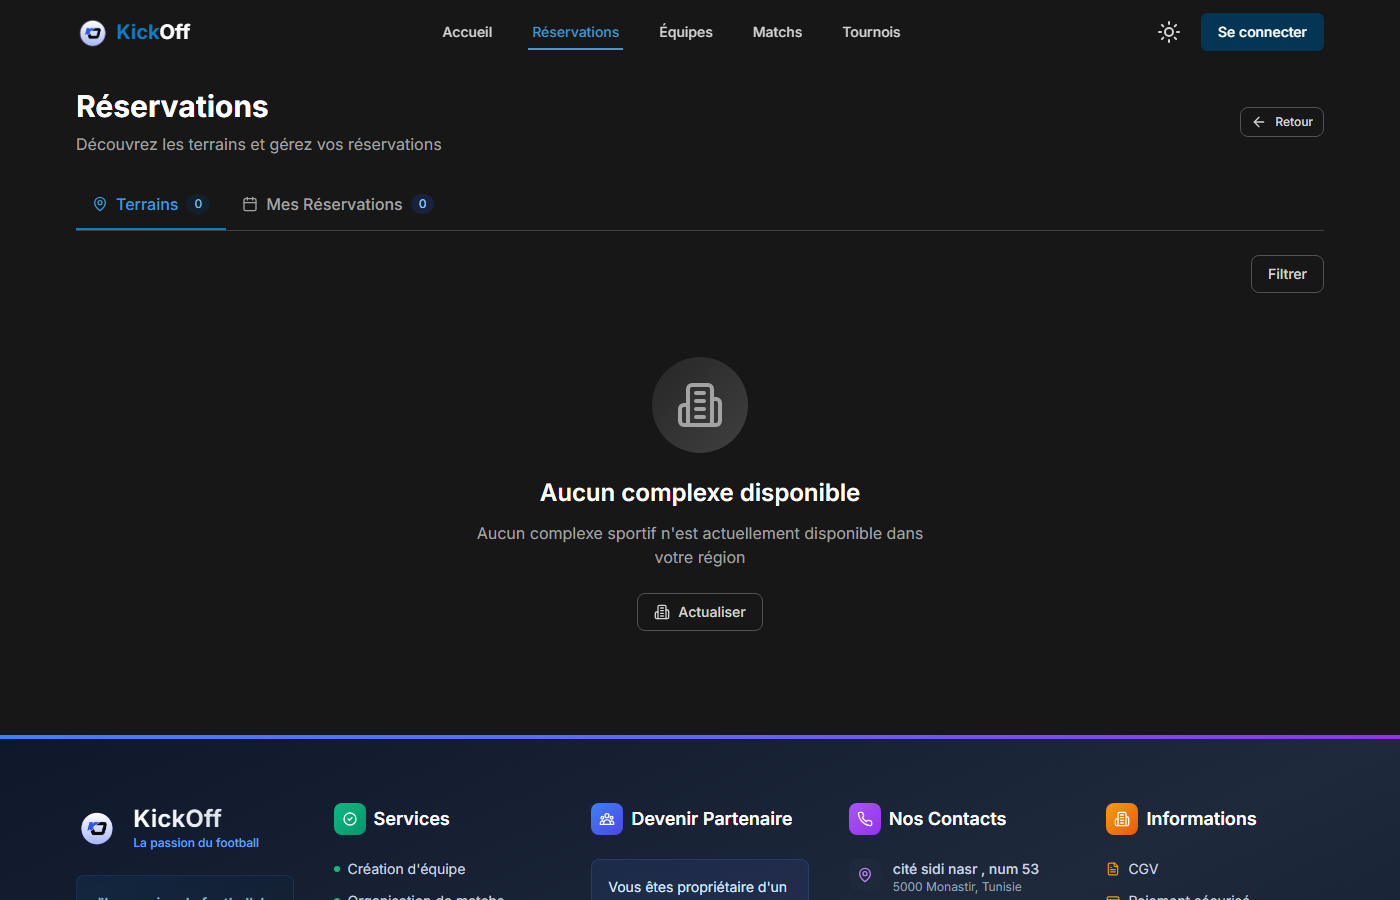 KickOff
Accueil
Réservations
Équipes
Matchs
Tournois
Se connecter
Réservations
Découvrez les terrains et gérez vos réservations
Retour
Terrains 0
Mes Réservations 0
Filtrer
Aucun complexe disponible
Aucun complexe sportif n'est actuellement disponible dans
votre région
Actualiser
KickOff
La passion du football
Services
Création d'équipe
Devenir Partenaire
Vous êtes propriétaire d'un
Nos Contacts
cité sidi nasr , num 53
5000 Monastir, Tunisie
Informations
CGV